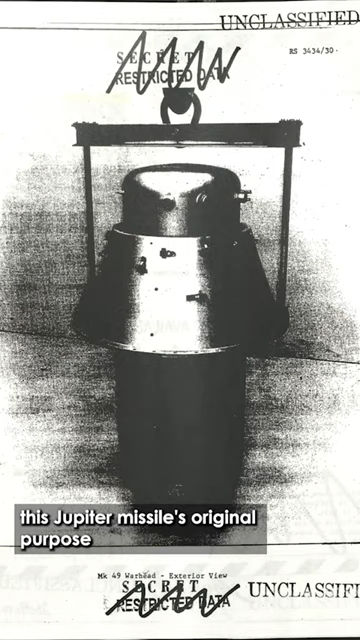 UNCLASSIFIED
SECRET
RS 3434/30
RESTRICTED DATA
this Jupiter missile's original
purpose
Mk 49 Warhead - Exterior View
SECRET
UNCLASSIFI
RESTRICTED DATA